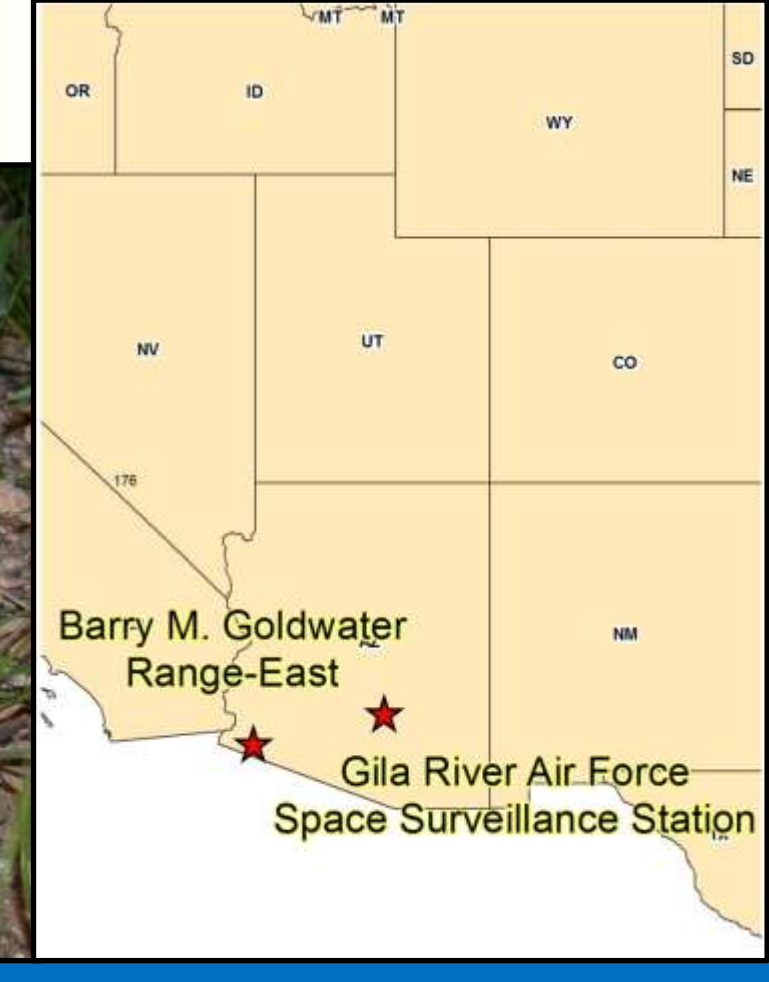 MT MT
SD
OR ID
WY
NE
UT
NV
CO
176
Barry M. Goldwater
Range-East
NM
Gila River Air Force
Space Surveillance Station